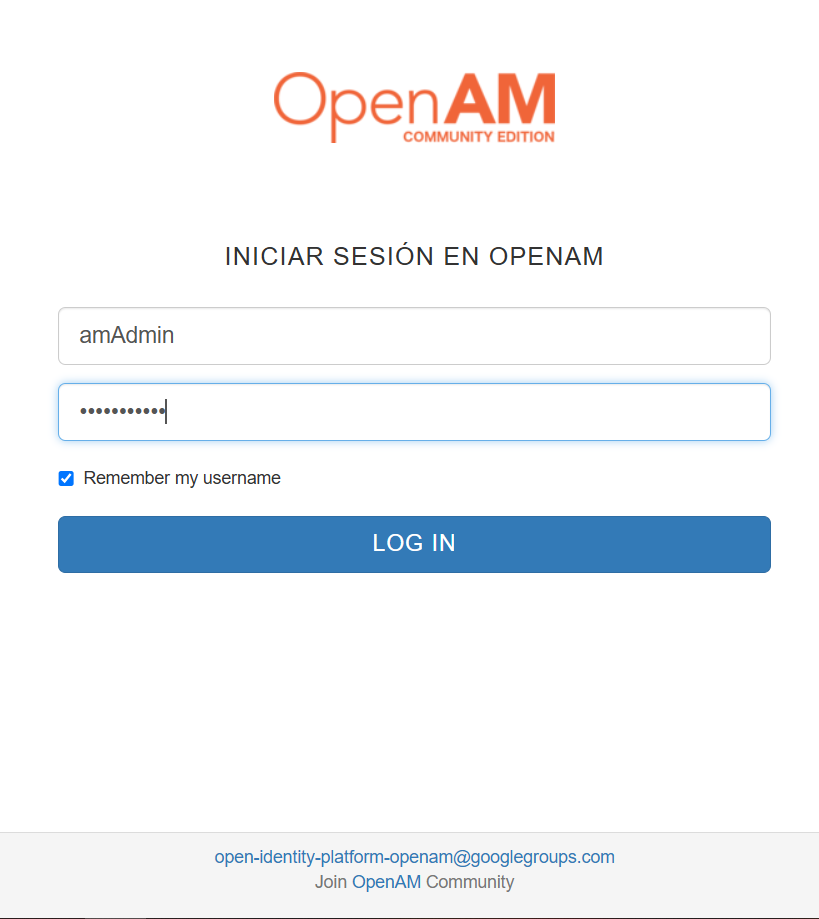 OpenAM
COMMUNITY EDITION
INICIAR SESIÓN EN OPENAM
amAdmin
•••••••••••
Remember my username
LOG IN
open-identity-platform-openam@googlegroups.com
Join OpenAM Community